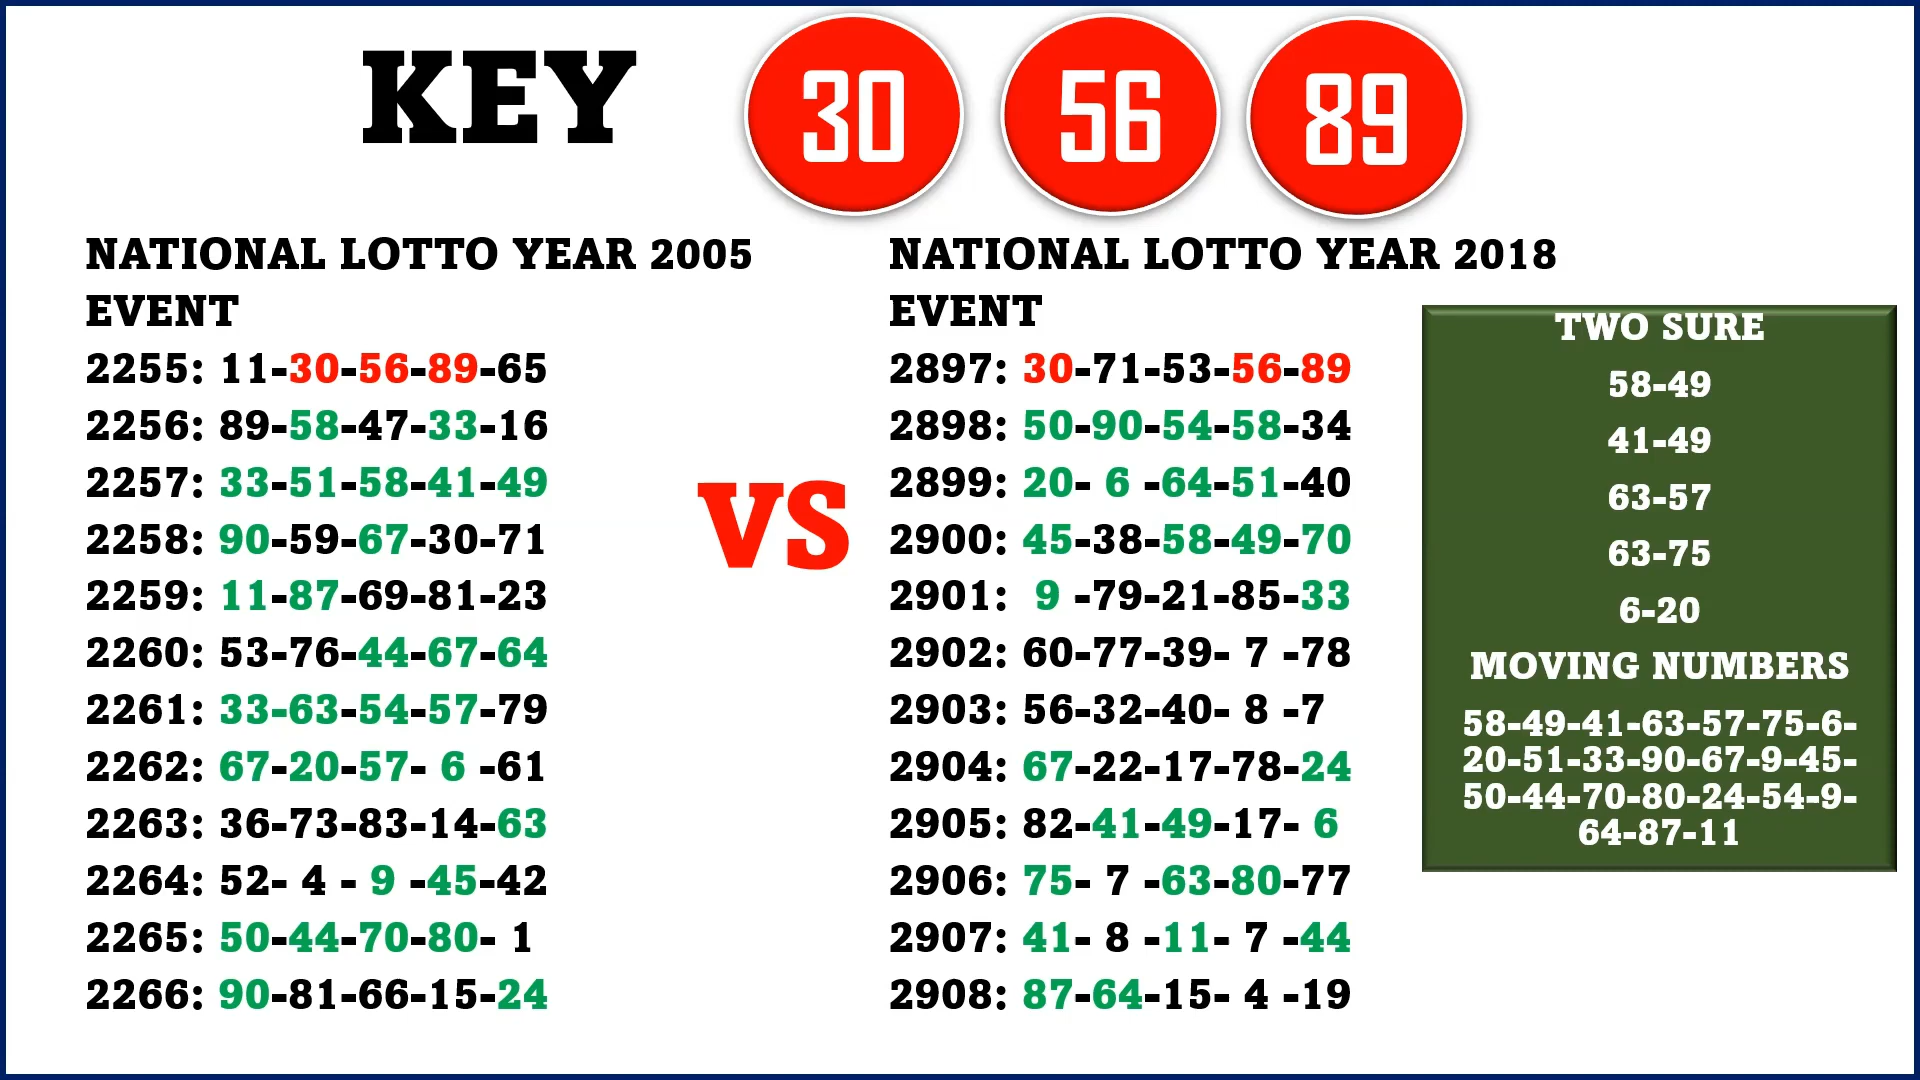 KEY 30 56 89
NATIONAL LOTTO YEAR 2005
EVENT
2255: 11-30-56-89-65
2256: 89-58-47-33-16
2257: 33-51-58-41-49
2258: 90-59-67-30-71
2259: 11-87-69-81-23
2260: 53-76-44-67-64
2261: 33-63-54-57-79
2262: 67-20-57- 6 -61
2263: 36-73-83-14-63
2264: 52- 4 - 9 -45-42
2265: 50-44-70-80- 1
2266: 90-81-66-15-24
VS
NATIONAL LOTTO YEAR 2018
EVENT
2897: 30-71-53-56-89
2898: 50-90-54-58-34
2899: 20- 6 -64-51-40
2900: 45-38-58-49-70
2901: 9 -79-21-85-33
2902: 60-77-39- 7 -78
2903: 56-32-40- 8 -7
2904: 67-22-17-78-24
2905: 82-41-49-17- 6
2906: 75- 7 -63-80-77
2907: 41- 8 -11- 7 -44
2908: 87-64-15- 4 -19
TWO SURE
58-49
41-49
63-57
63-75
6-20
MOVING NUMBERS
58-49-41-63-57-75-6-
20-51-33-90-67-9-45-
50-44-70-80-24-54-9-
64-87-11